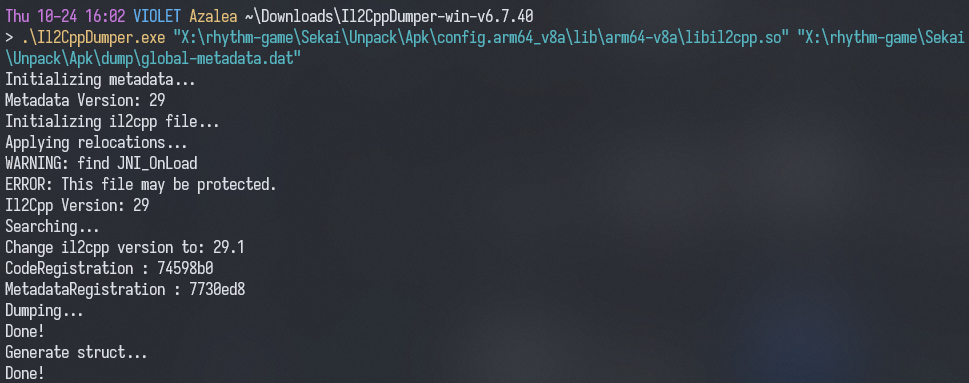 Thu 10-24 16:02 VIOLET Azalea ~\Downloads\Il2CppDumper-win-v6.7.40
> .\Il2CppDumper.exe "X:\rhythm-game\Sekai\Unpack\Apk\config.arm64_v8a\lib\arm64-v8a\libil2cpp.so" "X:\rhythm-game\Sekai
\Unpack\Apk\dump\global-metadata.dat"
Initializing metadata...
Metadata Version: 29
Initializing il2cpp file...
Applying relocations...
WARNING: find JNI_OnLoad
ERROR: This file may be protected.
Il2Cpp Version: 29
Searching...
Change il2cpp version to: 29.1
CodeRegistration : 74598b0
MetadataRegistration : 7730ed8
Dumping...
Done!
Generate struct...
Done!